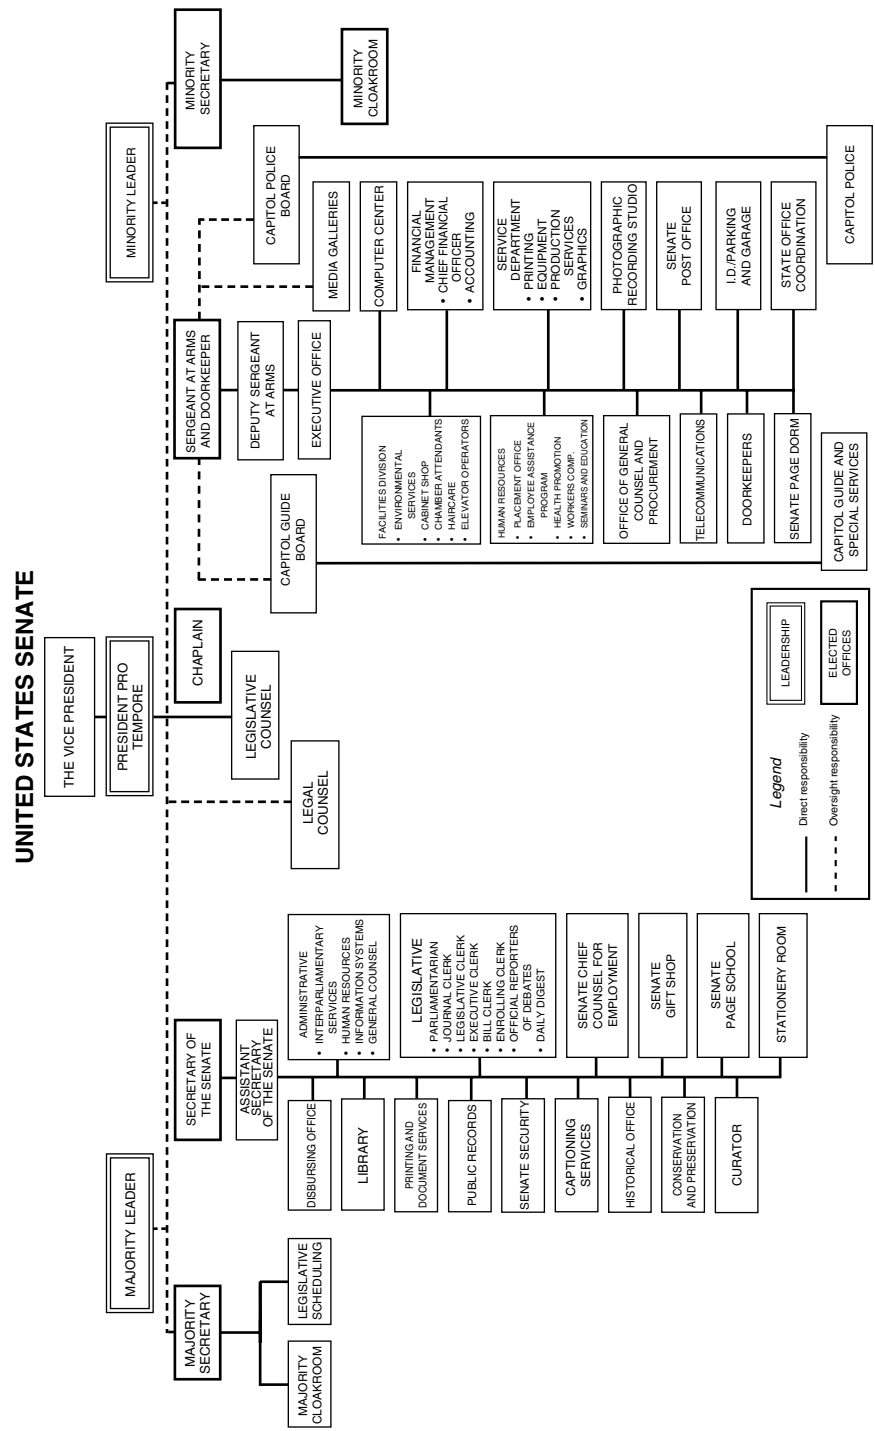 UNITED STATES SENATE
THE VICE PRESIDENT
MAJORITY LEADER
PRESIDENT PRO
TEMPORE
MINORITY LEADER
MAJORITY
SECRETARY
SECRETARY OF
THE SENATE
CHAPLAIN
SERGEANT AT ARMS
AND DOORKEEPER
MINORITY
SECRETARY
MAJORITY
CLOAKROOM
LEGISLATIVE
SCHEDULING
ASSISTANT
SECRETARY
OF THE SENATE
DISBURSING OFFICE
LIBRARY
PRINTING AND
DOCUMENT SERVICES
PUBLIC RECORDS
SENATE SECURITY
CAPTIONING
SERVICES
HISTORICAL OFFICE
CONSERVATION
AND PRESERVATION
CURATOR
ADMINISTRATIVE
• INTERPARLIAMENTARY
SERVICES
• HUMAN RESOURCES
• INFORMATION SYSTEMS
• GENERAL COUNSEL
LEGISLATIVE
• PARLIAMENTARIAN
• JOURNAL CLERK
• LEGISLATIVE CLERK
• EXECUTIVE CLERK
• BILL CLERK
• ENROLLING CLERK
• OFFICIAL REPORTERS
OF DEBATES
• DAILY DIGEST
SENATE CHIEF
COUNSEL FOR
EMPLOYMENT
SENATE
GIFT SHOP
SENATE
PAGE SCHOOL
STATIONERY ROOM
LEGAL
COUNSEL
LEGISLATIVE
COUNSEL
CAPITOL GUIDE
BOARD
DEPUTY SERGEANT
AT ARMS
EXECUTIVE OFFICE
MEDIA GALLERIES
CAPITOL POLICE
BOARD
MINORITY
CLOAKROOM
FACILITIES DIVISION
• ENVIRONMENTAL
SERVICES
• CABINET SHOP
• CHAMBER ATTENDANTS
• HAIRCARE
• ELEVATOR OPERATORS
HUMAN RESOURCES
• PLACEMENT OFFICE
• EMPLOYEE ASSISTANCE
PROGRAM
• HEALTH PROMOTION
• WORKERS COMP.
• SEMINARS AND EDUCATION
OFFICE OF GENERAL
COUNSEL AND
PROCUREMENT
TELECOMMUNICATIONS
DOORKEEPERS
SENATE PAGE DORM
CAPITOL GUIDE AND
SPECIAL SERVICES
COMPUTER CENTER
FINANCIAL
MANAGEMENT
• CHIEF FINANCIAL
OFFICER
• ACCOUNTING
SERVICE
DEPARTMENT
• PRINTING
• EQUIPMENT
• PRODUCTION
SERVICES
• GRAPHICS
PHOTOGRAPHIC
RECORDING STUDIO
SENATE
POST OFFICE
I.D./PARKING
AND GARAGE
STATE OFFICE
COORDINATION
CAPITOL POLICE
Legend
Direct responsibility
Oversight responsibility
LEADERSHIP
ELECTED
OFFICES